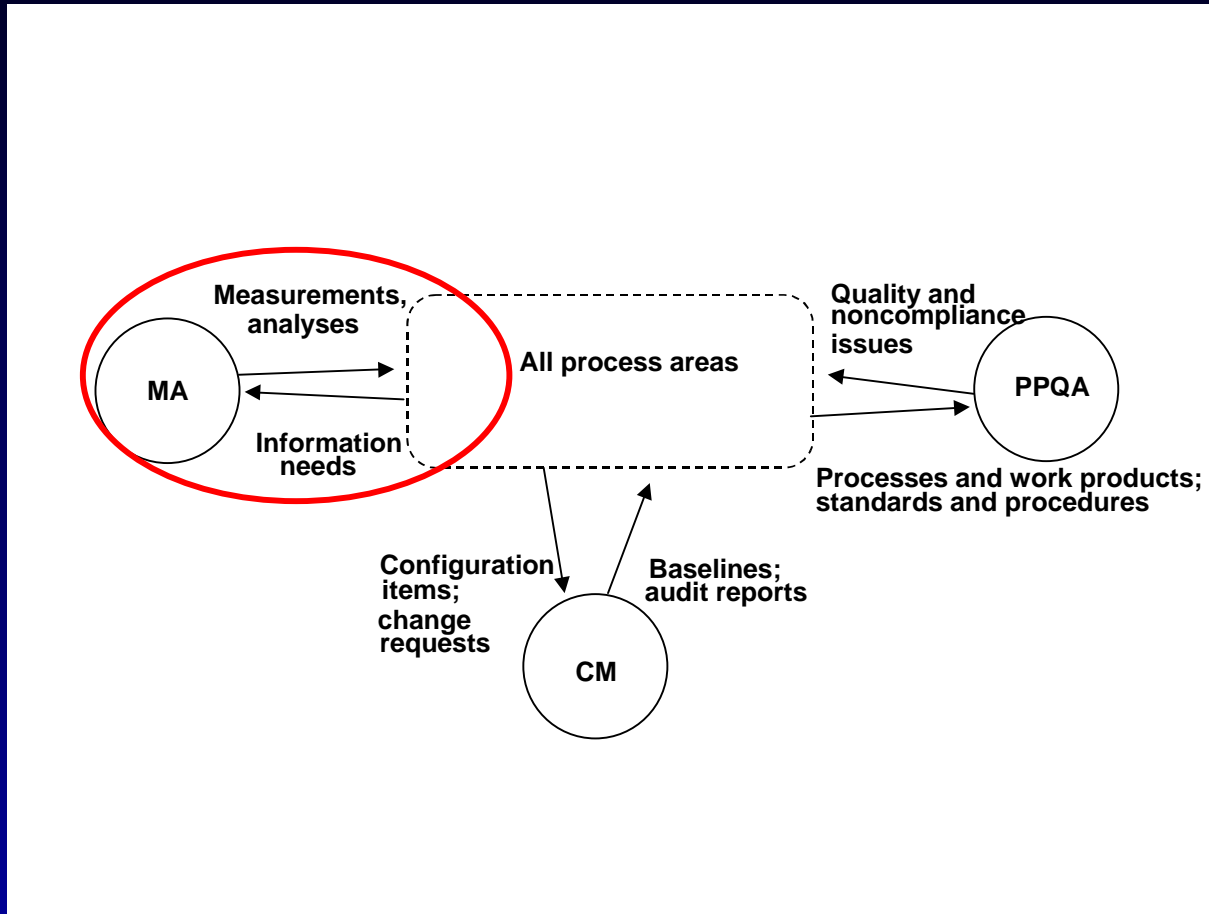 Measurements,
analyses
MA
Information
needs
All process areas
Quality and
noncompliance
issues
PPQA
Processes and work products;
standards and procedures
Configuration
items;
change
requests
Baselines;
audit reports
CM